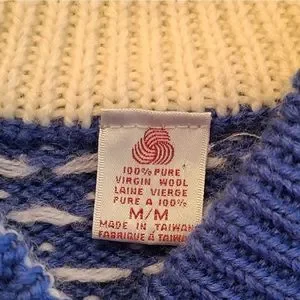 100% PURE
VIRGIN WOOL
LAINE VIERGE
PURE A 100%
M/M
MADE IN TAIWAN
FABRIQUÉ A TAIWAN